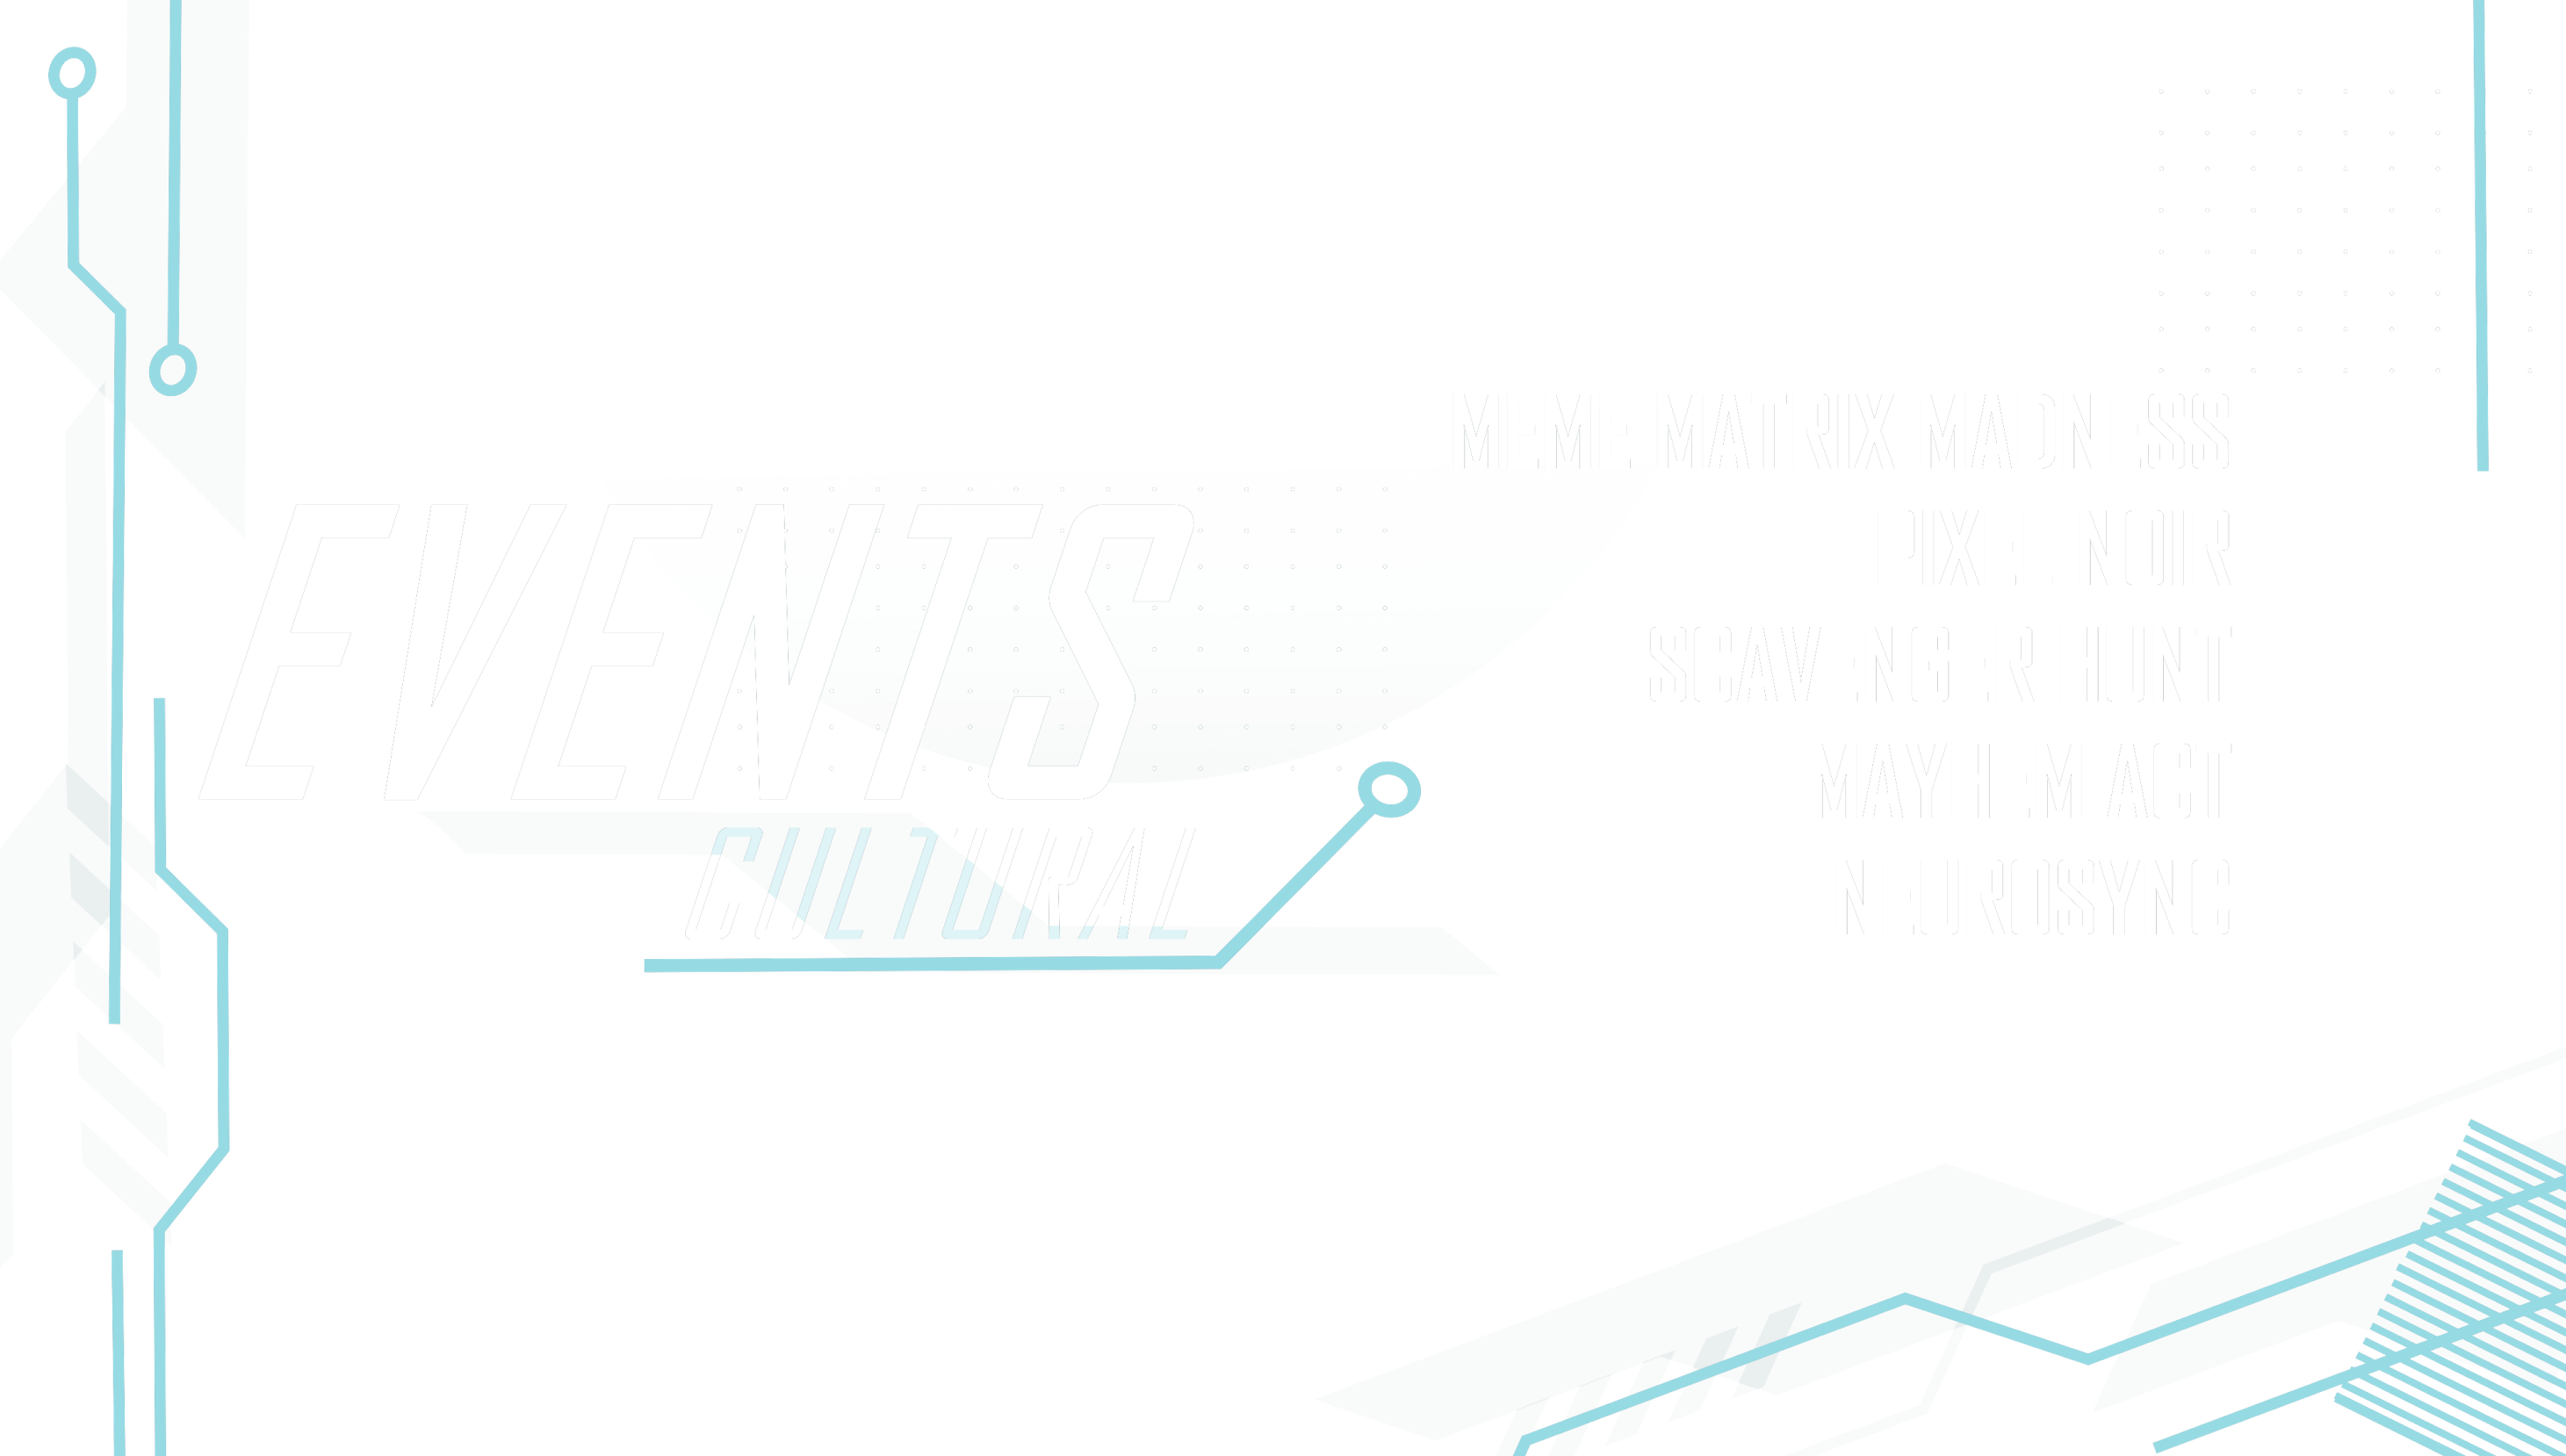 EVENTS
CULTURAL
MEME MATRIX MADNESS
PIXEL NOIR
SCAVENGER HUNT
MAYHEM ACT
NEUROSYNC